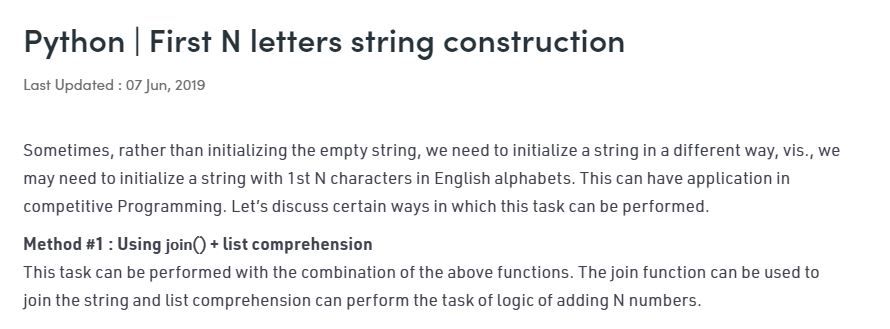 Python | First N letters string construction
Last Updated : 07 Jun, 2019
Sometimes, rather than initializing the empty string, we need to initialize a string in a different way, vis., we
may need to initialize a string with 1st N characters in English alphabets. This can have application in
competitive Programming. Let’s discuss certain ways in which this task can be performed.
Method #1 : Using join() + list comprehension
This task can be performed with the combination of the above functions. The join function can be used to
join the string and list comprehension can perform the task of logic of adding N numbers.